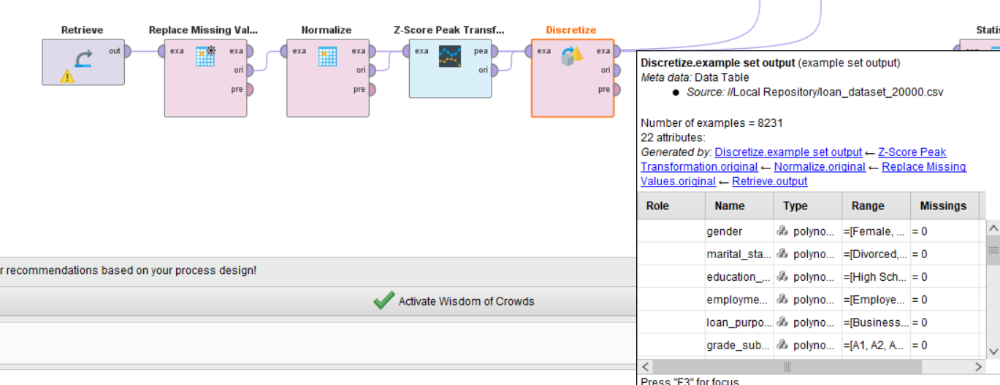 Retrieve
Replace Missing Val...
Normalize
Z-Score Peak Transf...
Discretize
Statis
out
exa
exa
ori
pre
exa
exa
ori
pre
exa
pea
ori
exa
exa
ori
pre
Discretize.example set output (example set output)
Meta data: Data Table
● Source: //Local Repository/loan_dataset_20000.csv
Number of examples = 8231
22 attributes:
Generated by: Discretize.example set output ← Z-Score Peak
Transformation.original ← Normalize.original ← Replace Missing
Values.original ← Retrieve.output
Role Name Type Range Missings
gender polyno... =[Female, ... = 0
marital_sta... polyno... =[Divorced,... = 0
education_... polyno... =[High Sch... = 0
employme... polyno... =[Employe... = 0
loan_purpo... polyno... =[Business... = 0
grade_sub... polyno... =[A1, A2, A... = 0
Press "F3" for focus
r recommendations based on your process design!
Activate Wisdom of Crowds